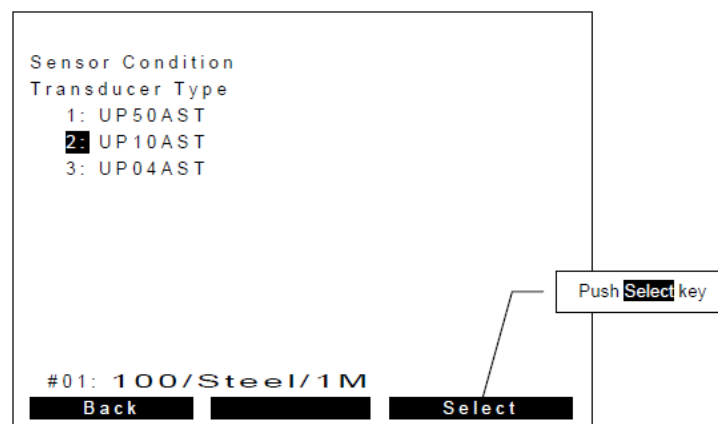 Sensor Condition
Transducer Type
1: UP50AST
2: UP10AST
3: UP04AST
Push Select key
#01: 100/Steel/1M
Back Select